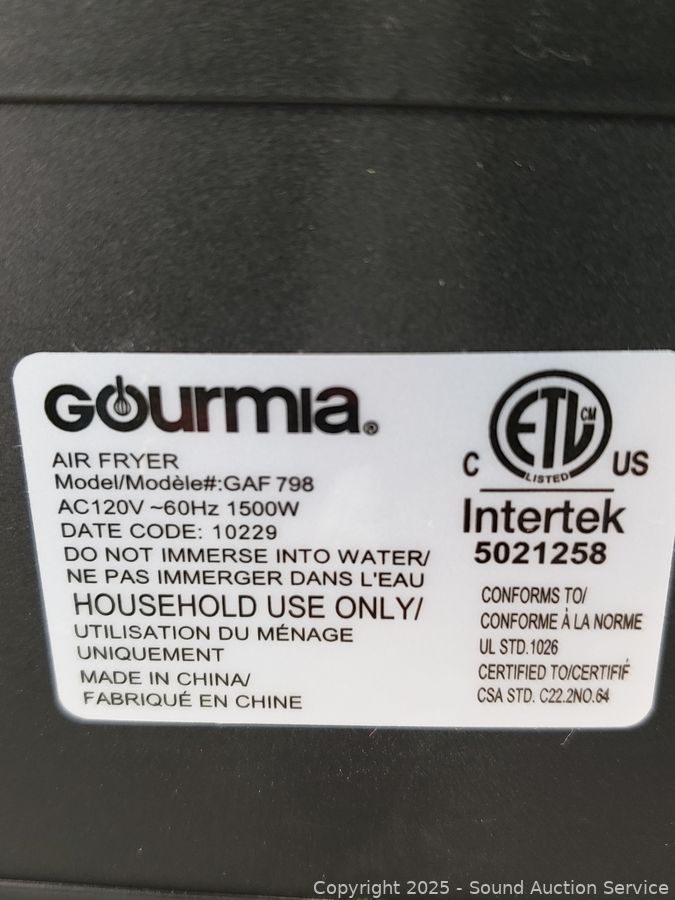 Gourmia®
AIR FRYER
Model/Modèle#:GAF 798
AC120V ~60Hz 1500W
DATE CODE: 10229
DO NOT IMMERSE INTO WATER/
NE PAS IMMERGER DANS L'EAU
HOUSEHOLD USE ONLY/
UTILISATION DU MÉNAGE
UNIQUEMENT
MADE IN CHINA/
FABRIQUÉ EN CHINE
ETL CM
LISTED
C US
Intertek
5021258
CONFORMS TO/
CONFORME À LA NORME
UL STD.1026
CERTIFIED TO/CERTIFIÉ
CSA STD. C22.2NO.64
Copyright 2025 - Sound Auction Service